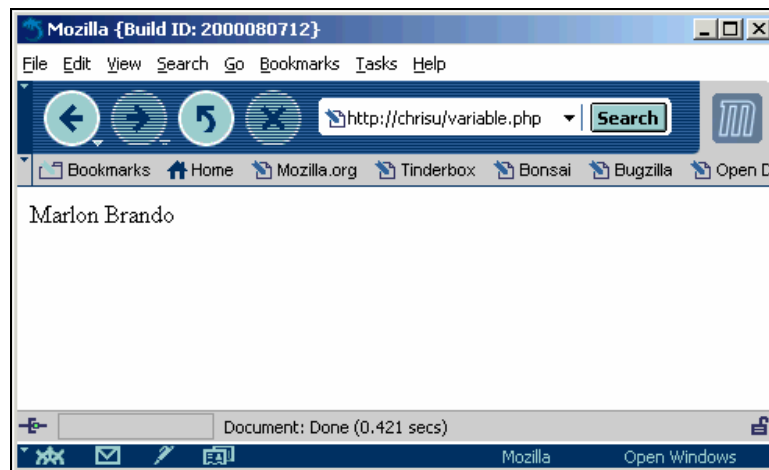 Mozilla {Build ID: 2000080712}
File Edit View Search Go Bookmarks Tasks Help
http://chrisu/variable.php Search
Bookmarks Home Mozilla.org Tinderbox Bonsai Bugzilla Open D
Marlon Brando
Document: Done (0.421 secs)
Mozilla Open Windows